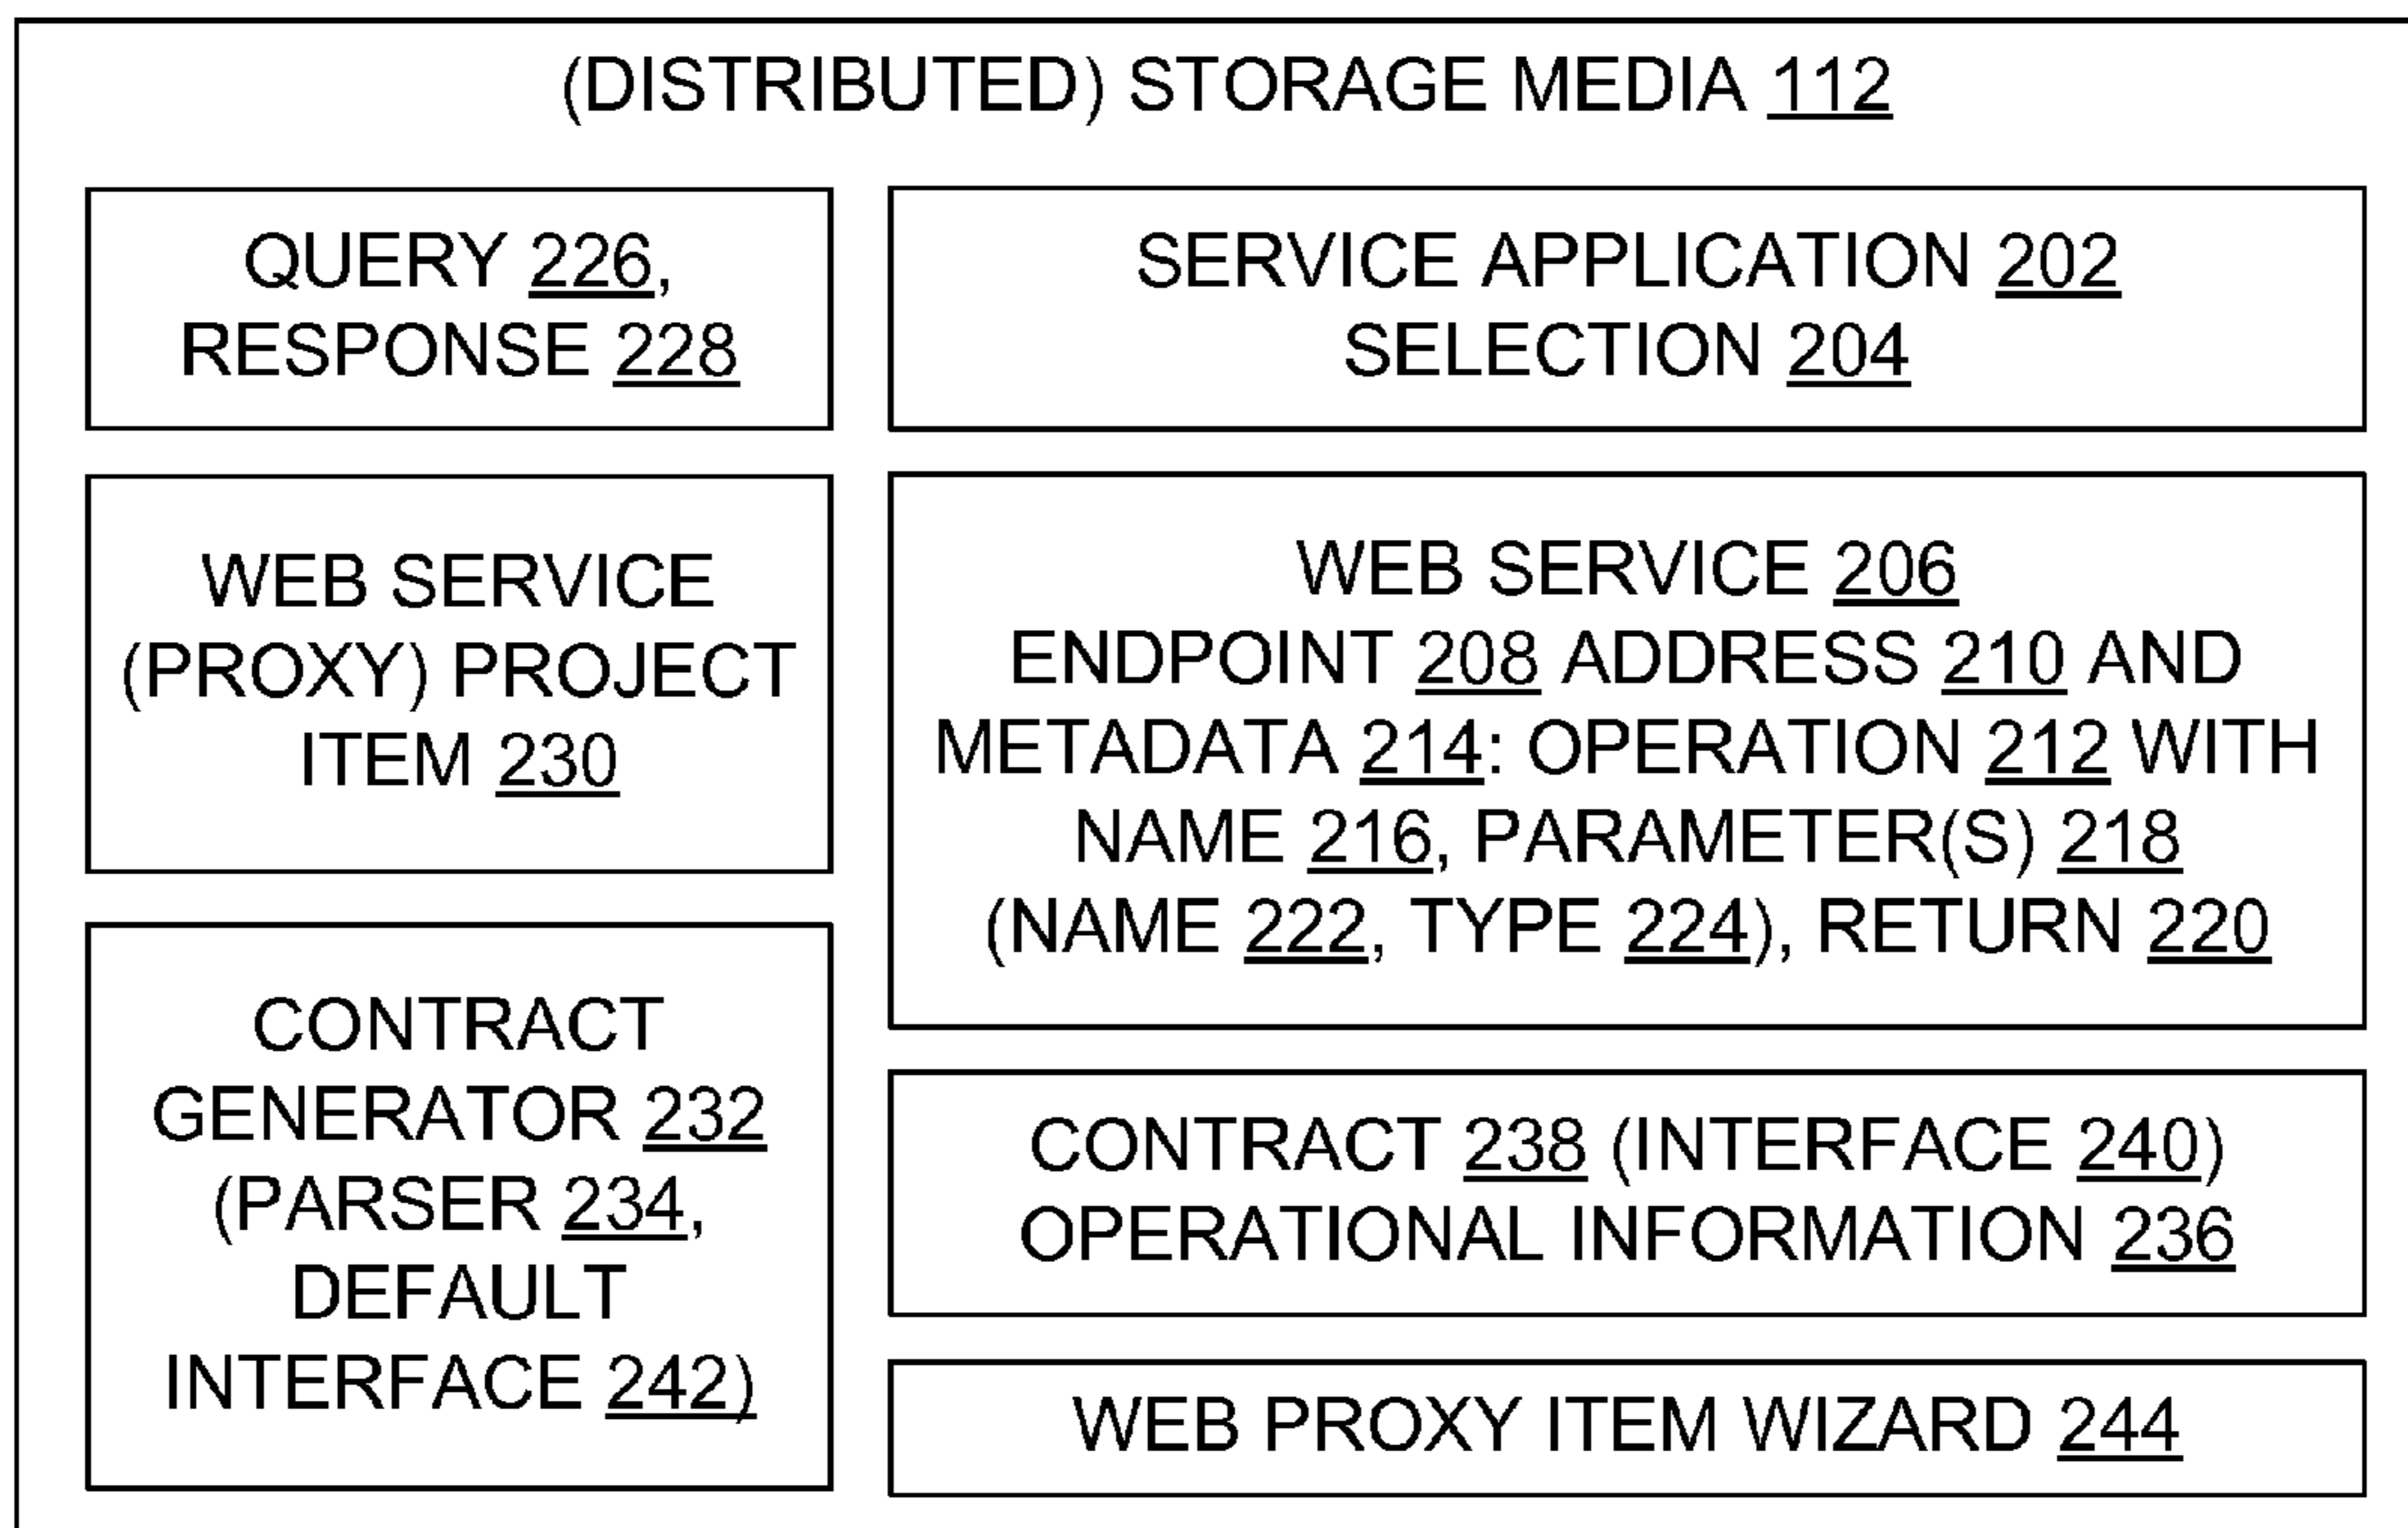 (DISTRIBUTED) STORAGE MEDIA 112
QUERY 226,
RESPONSE 228
SERVICE APPLICATION 202
SELECTION 204
WEB SERVICE
(PROXY) PROJECT
ITEM 230
WEB SERVICE 206
ENDPOINT 208 ADDRESS 210 AND
METADATA 214: OPERATION 212 WITH
NAME 216, PARAMETER(S) 218
(NAME 222, TYPE 224), RETURN 220
CONTRACT
GENERATOR 232
(PARSER 234,
DEFAULT
INTERFACE 242)
CONTRACT 238 (INTERFACE 240)
OPERATIONAL INFORMATION 236
WEB PROXY ITEM WIZARD 244